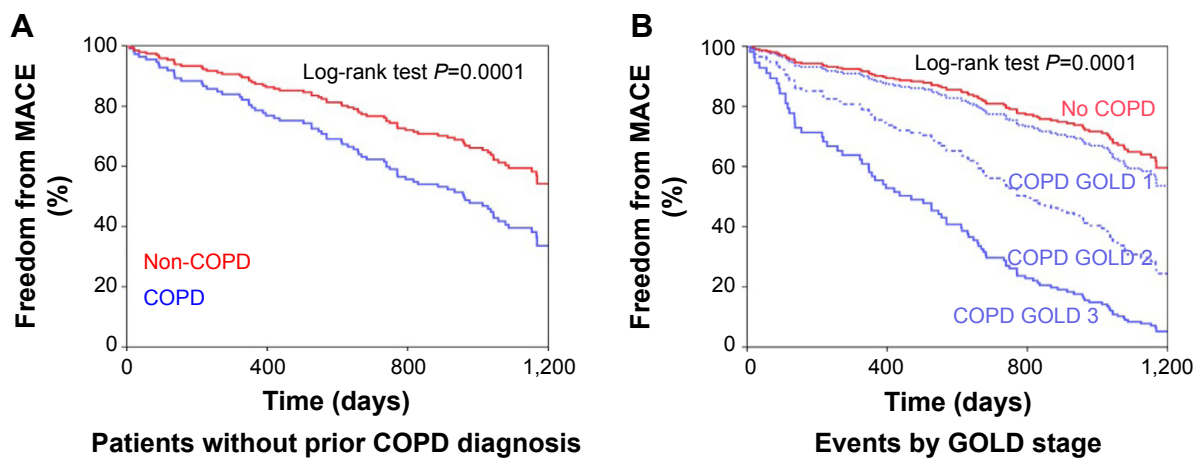 A
Freedom from MACE
(%)
100
80
60
40
20
0
Log-rank test P=0.0001
Non-COPD
COPD
0
400
800
1,200
Time (days)
Patients without prior COPD diagnosis
B
Freedom from MACE
(%)
100
80
60
40
20
0
Log-rank test P=0.0001
No COPD
COPD GOLD 1
COPD GOLD 2
COPD GOLD 3
0
400
800
1,200
Time (days)
Events by GOLD stage